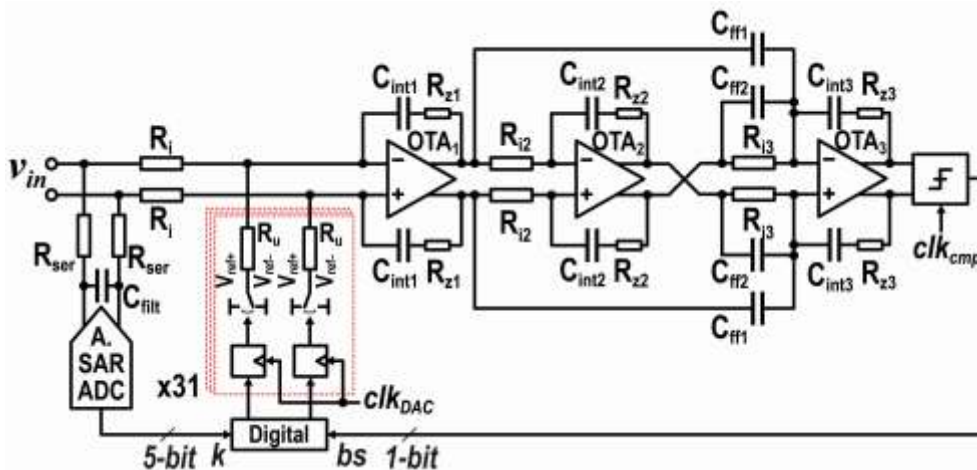 C_ff1
C_int1 R_z1
C_int2 R_z2
C_ff2
C_int3 R_z3
v_in
R_i
OTA_1
R_i2
OTA_2
R_i3
OTA_3
R_i
R_i2
R_i3
R_ser
R_ser
C_filt
R_u
R_u
V_ref+ V_ref- V_ref+ V_ref-
C_int1 R_z1
C_int2 R_z2
C_ff2
C_int3 R_z3
clk_cmp
C_ff1
A.
SAR
ADC
x31
clk_DAC
Digital
5-bit k
bs 1-bit